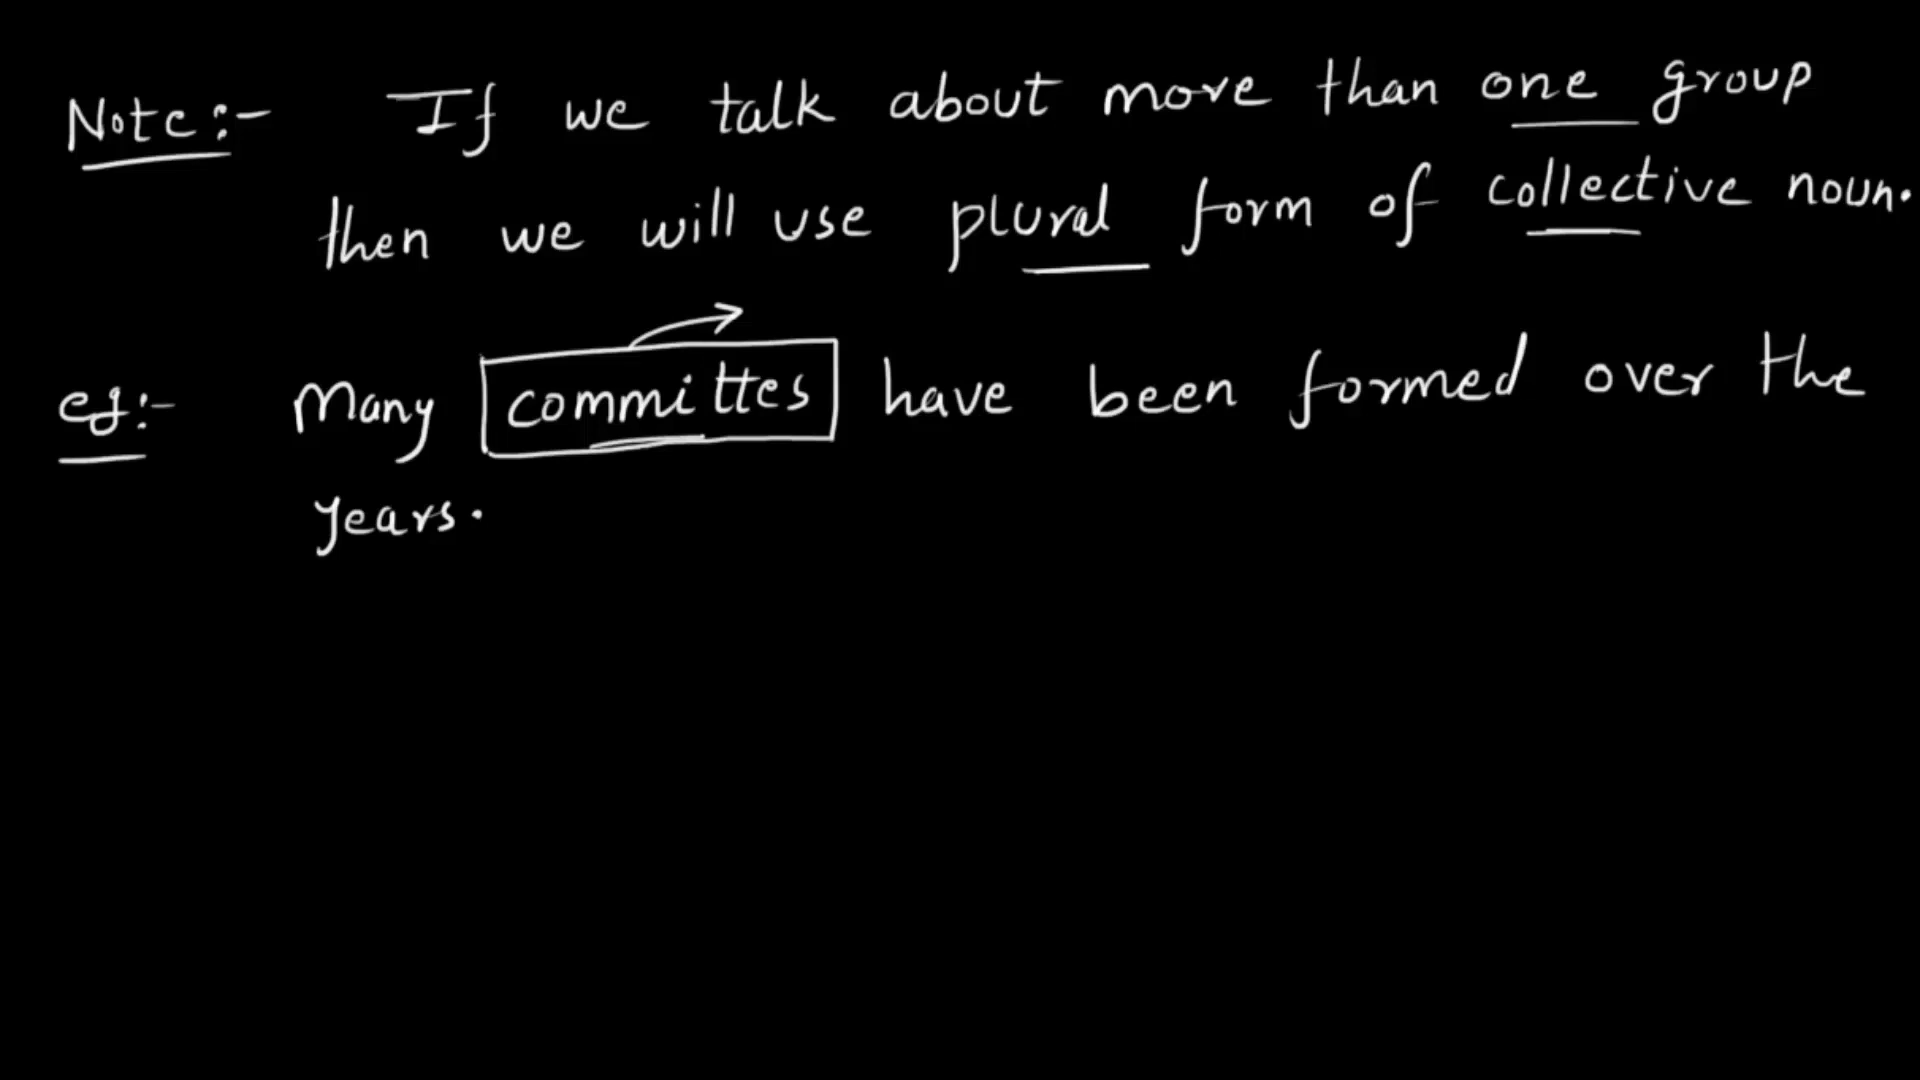 Note:- If we talk about more than one group
then we will use plural form of collective noun.
eg:- Many committes have been formed over the
years.